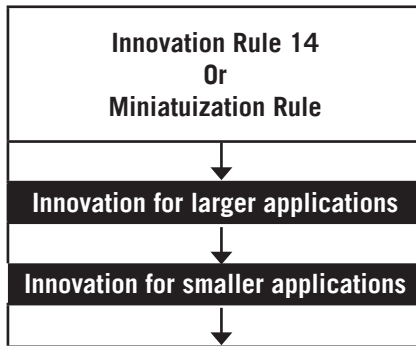 Innovation Rule 14
Or
Miniatuization Rule
Innovation for larger applications
Innovation for smaller applications